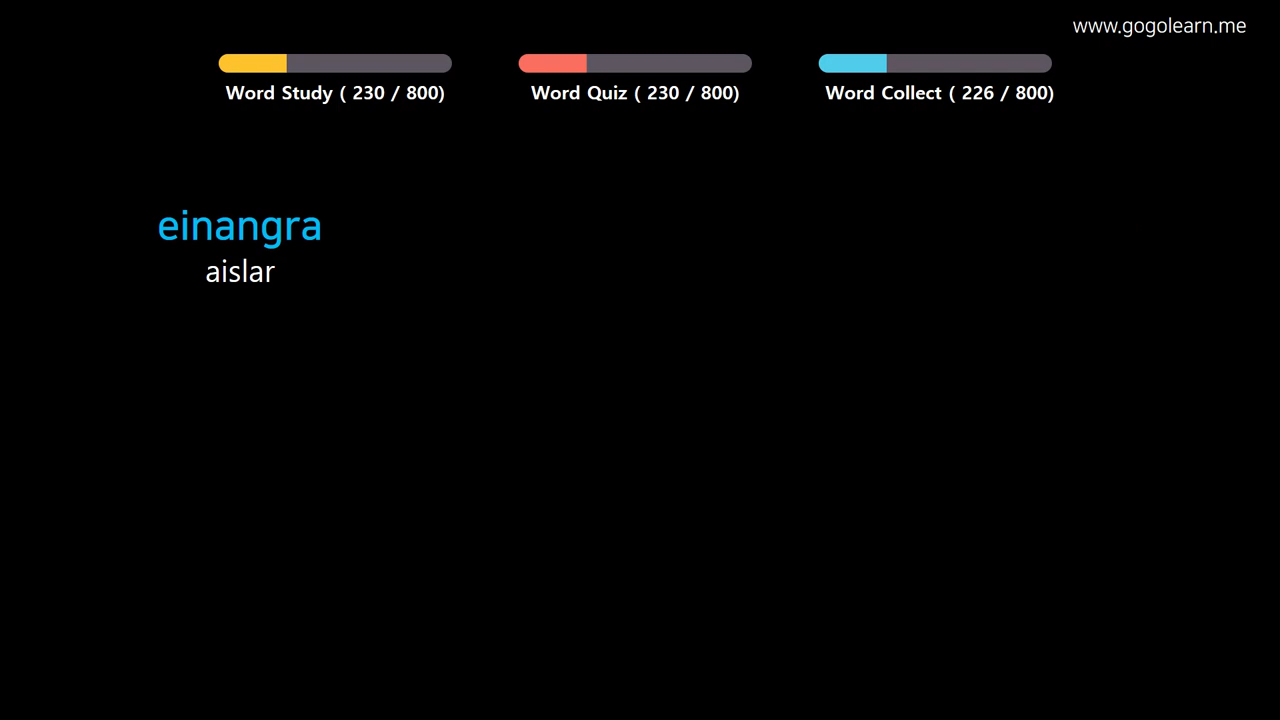 www.gogolearn.me
Word Study ( 230 / 800)
Word Quiz ( 230 / 800)
Word Collect ( 226 / 800)
einangra
aislar